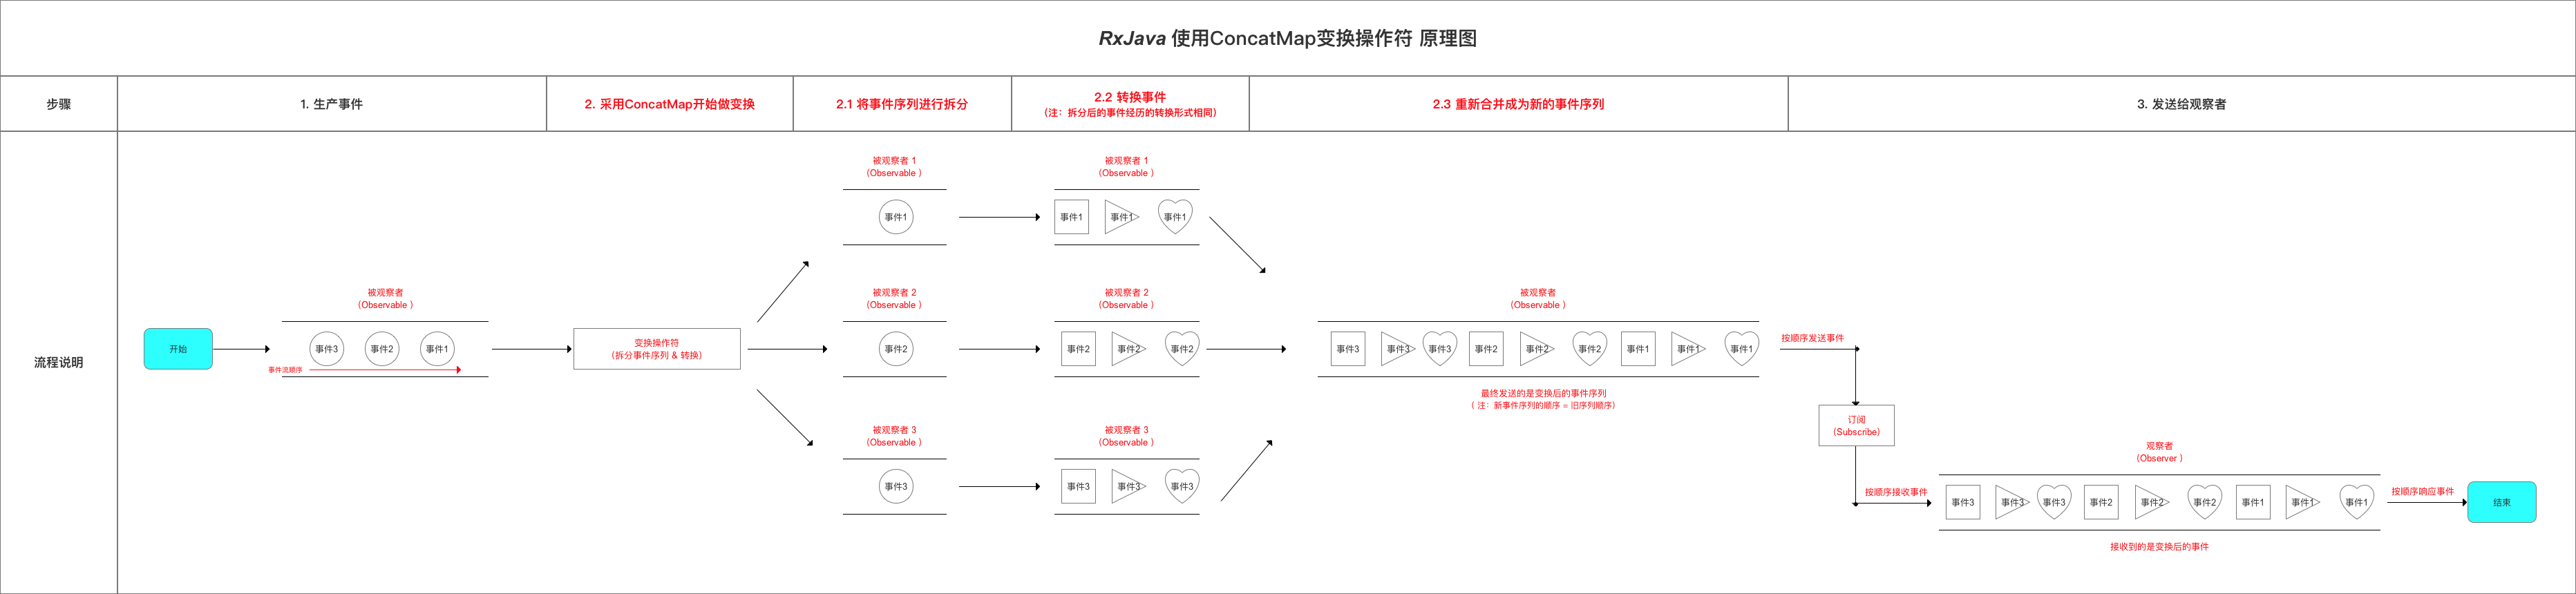 RxJava 使用ConcatMap变换操作符 原理图
步骤
1. 生产事件
2. 采用ConcatMap开始做变换
2.1 将事件序列进行拆分
2.2 转换事件
(注：拆分后的事件经历的转换形式相同)
2.3 重新合并成为新的事件序列
3. 发送给观察者
流程说明
开始
被观察者
(Observable )
事件3 事件2 事件1
事件流顺序
变换操作符
(拆分事件序列 & 转换)
被观察者 1
(Observable )
事件1
被观察者 2
(Observable )
事件2
被观察者 3
(Observable )
事件3
被观察者 1
(Observable )
事件1 事件1 事件1
被观察者 2
(Observable )
事件2 事件2 事件2
被观察者 3
(Observable )
事件3 事件3 事件3
被观察者
(Observable )
事件3 事件3 事件3 事件2 事件2 事件2 事件1 事件1 事件1
最终发送的是变换后的事件序列
( 注：新事件序列的顺序 = 旧序列顺序)
按顺序发送事件
订阅
(Subscribe)
按顺序接收事件
观察者
(Observer )
事件3 事件3 事件3 事件2 事件2 事件2 事件1 事件1 事件1
接收到的是变换后的事件
按顺序响应事件
结束